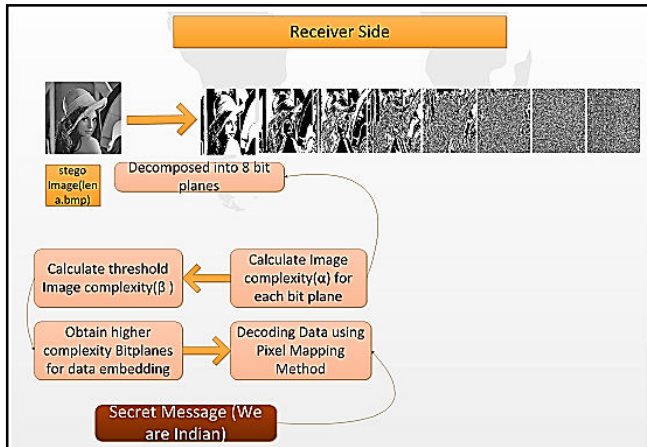 Receiver Side
stego
Image(len
a.bmp)
Decomposed into 8 bit
planes
Calculate threshold
Image complexity(β )
Calculate Image
complexity(α) for
each bit plane
Obtain higher
complexity Bitplanes
for data embedding
Decoding Data using
Pixel Mapping
Method
Secret Message (We
are Indian)